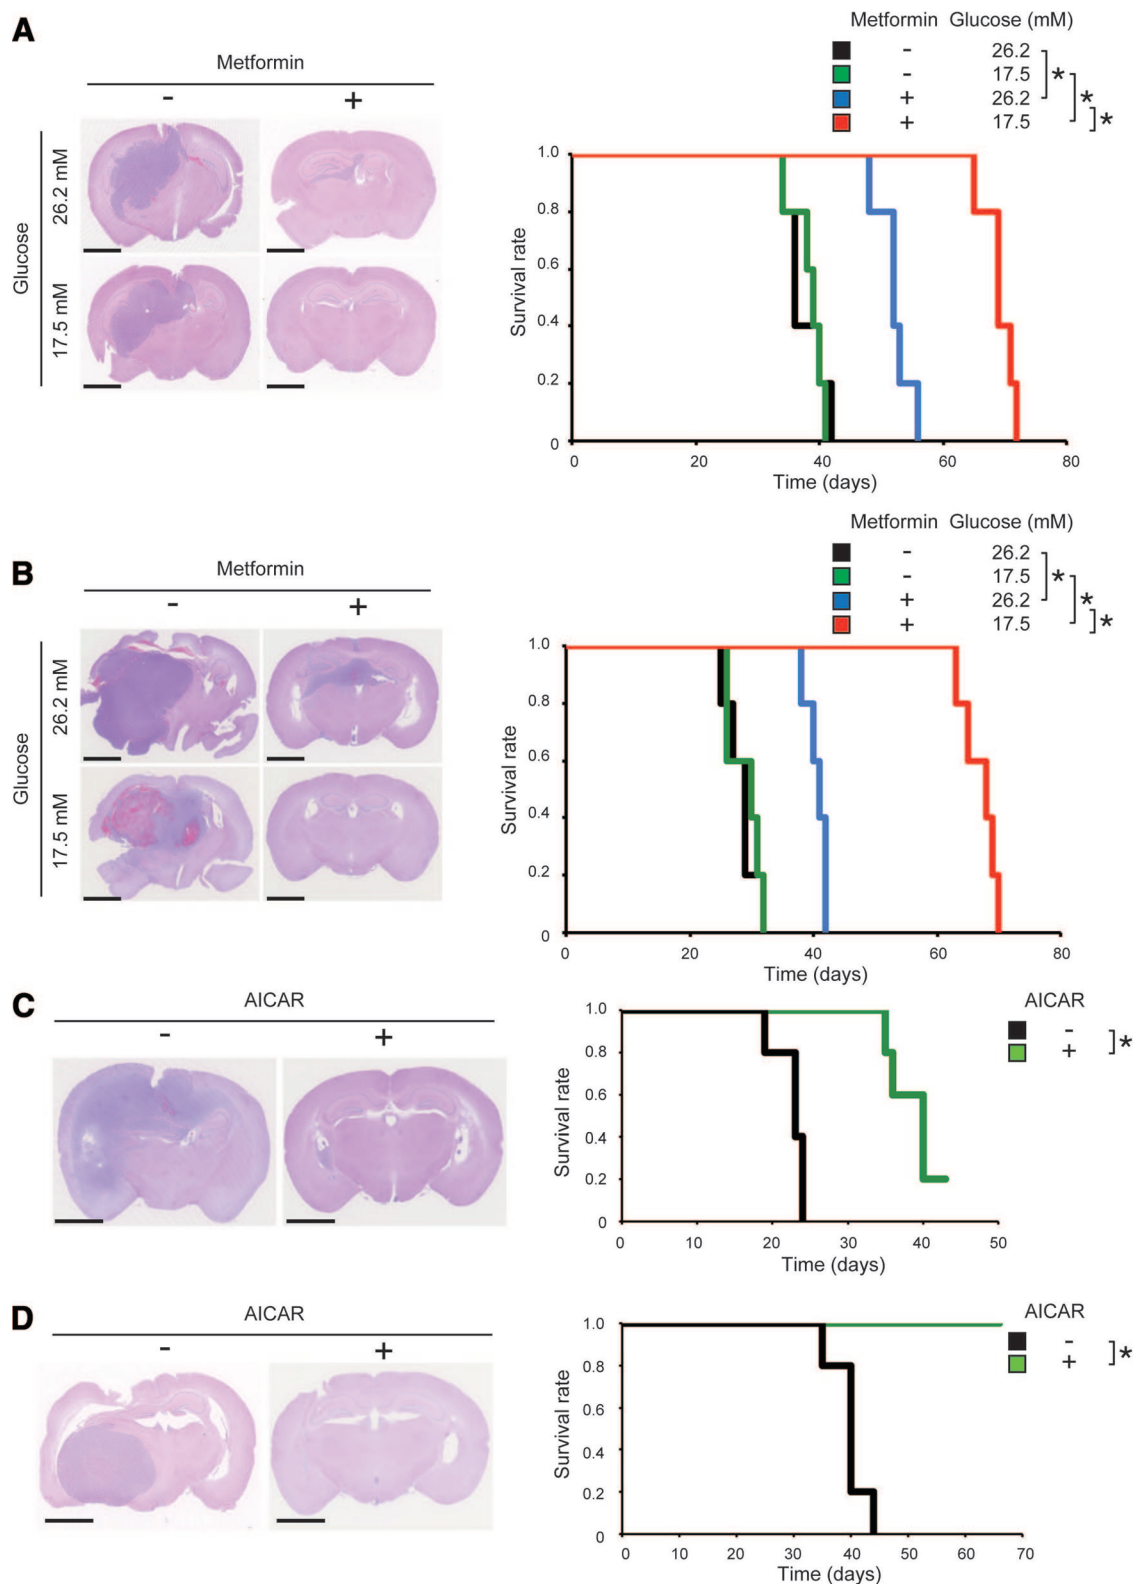 A
Metformin
- +
Glucose
26.2 mM
17.5 mM
Metformin Glucose (mM)
- 26.2
- 17.5
+ 26.2
+ 17.5
* * *
Survival rate
1.0
0.8
0.6
0.4
0.2
0
0 20 40 60 80
Time (days)
B
Metformin
- +
Glucose
26.2 mM
17.5 mM
Metformin Glucose (mM)
- 26.2
- 17.5
+ 26.2
+ 17.5
* * *
Survival rate
1.0
0.8
0.6
0.4
0.2
0
0 20 40 60 80
Time (days)
C
AICAR
- +
AICAR
-
+
*
Survival rate
1.0
0.8
0.6
0.4
0.2
0
0 10 20 30 40 50
Time (days)
D
AICAR
- +
AICAR
-
+
*
Survival rate
1.0
0.8
0.6
0.4
0.2
0
0 10 20 30 40 50 60 70
Time (days)